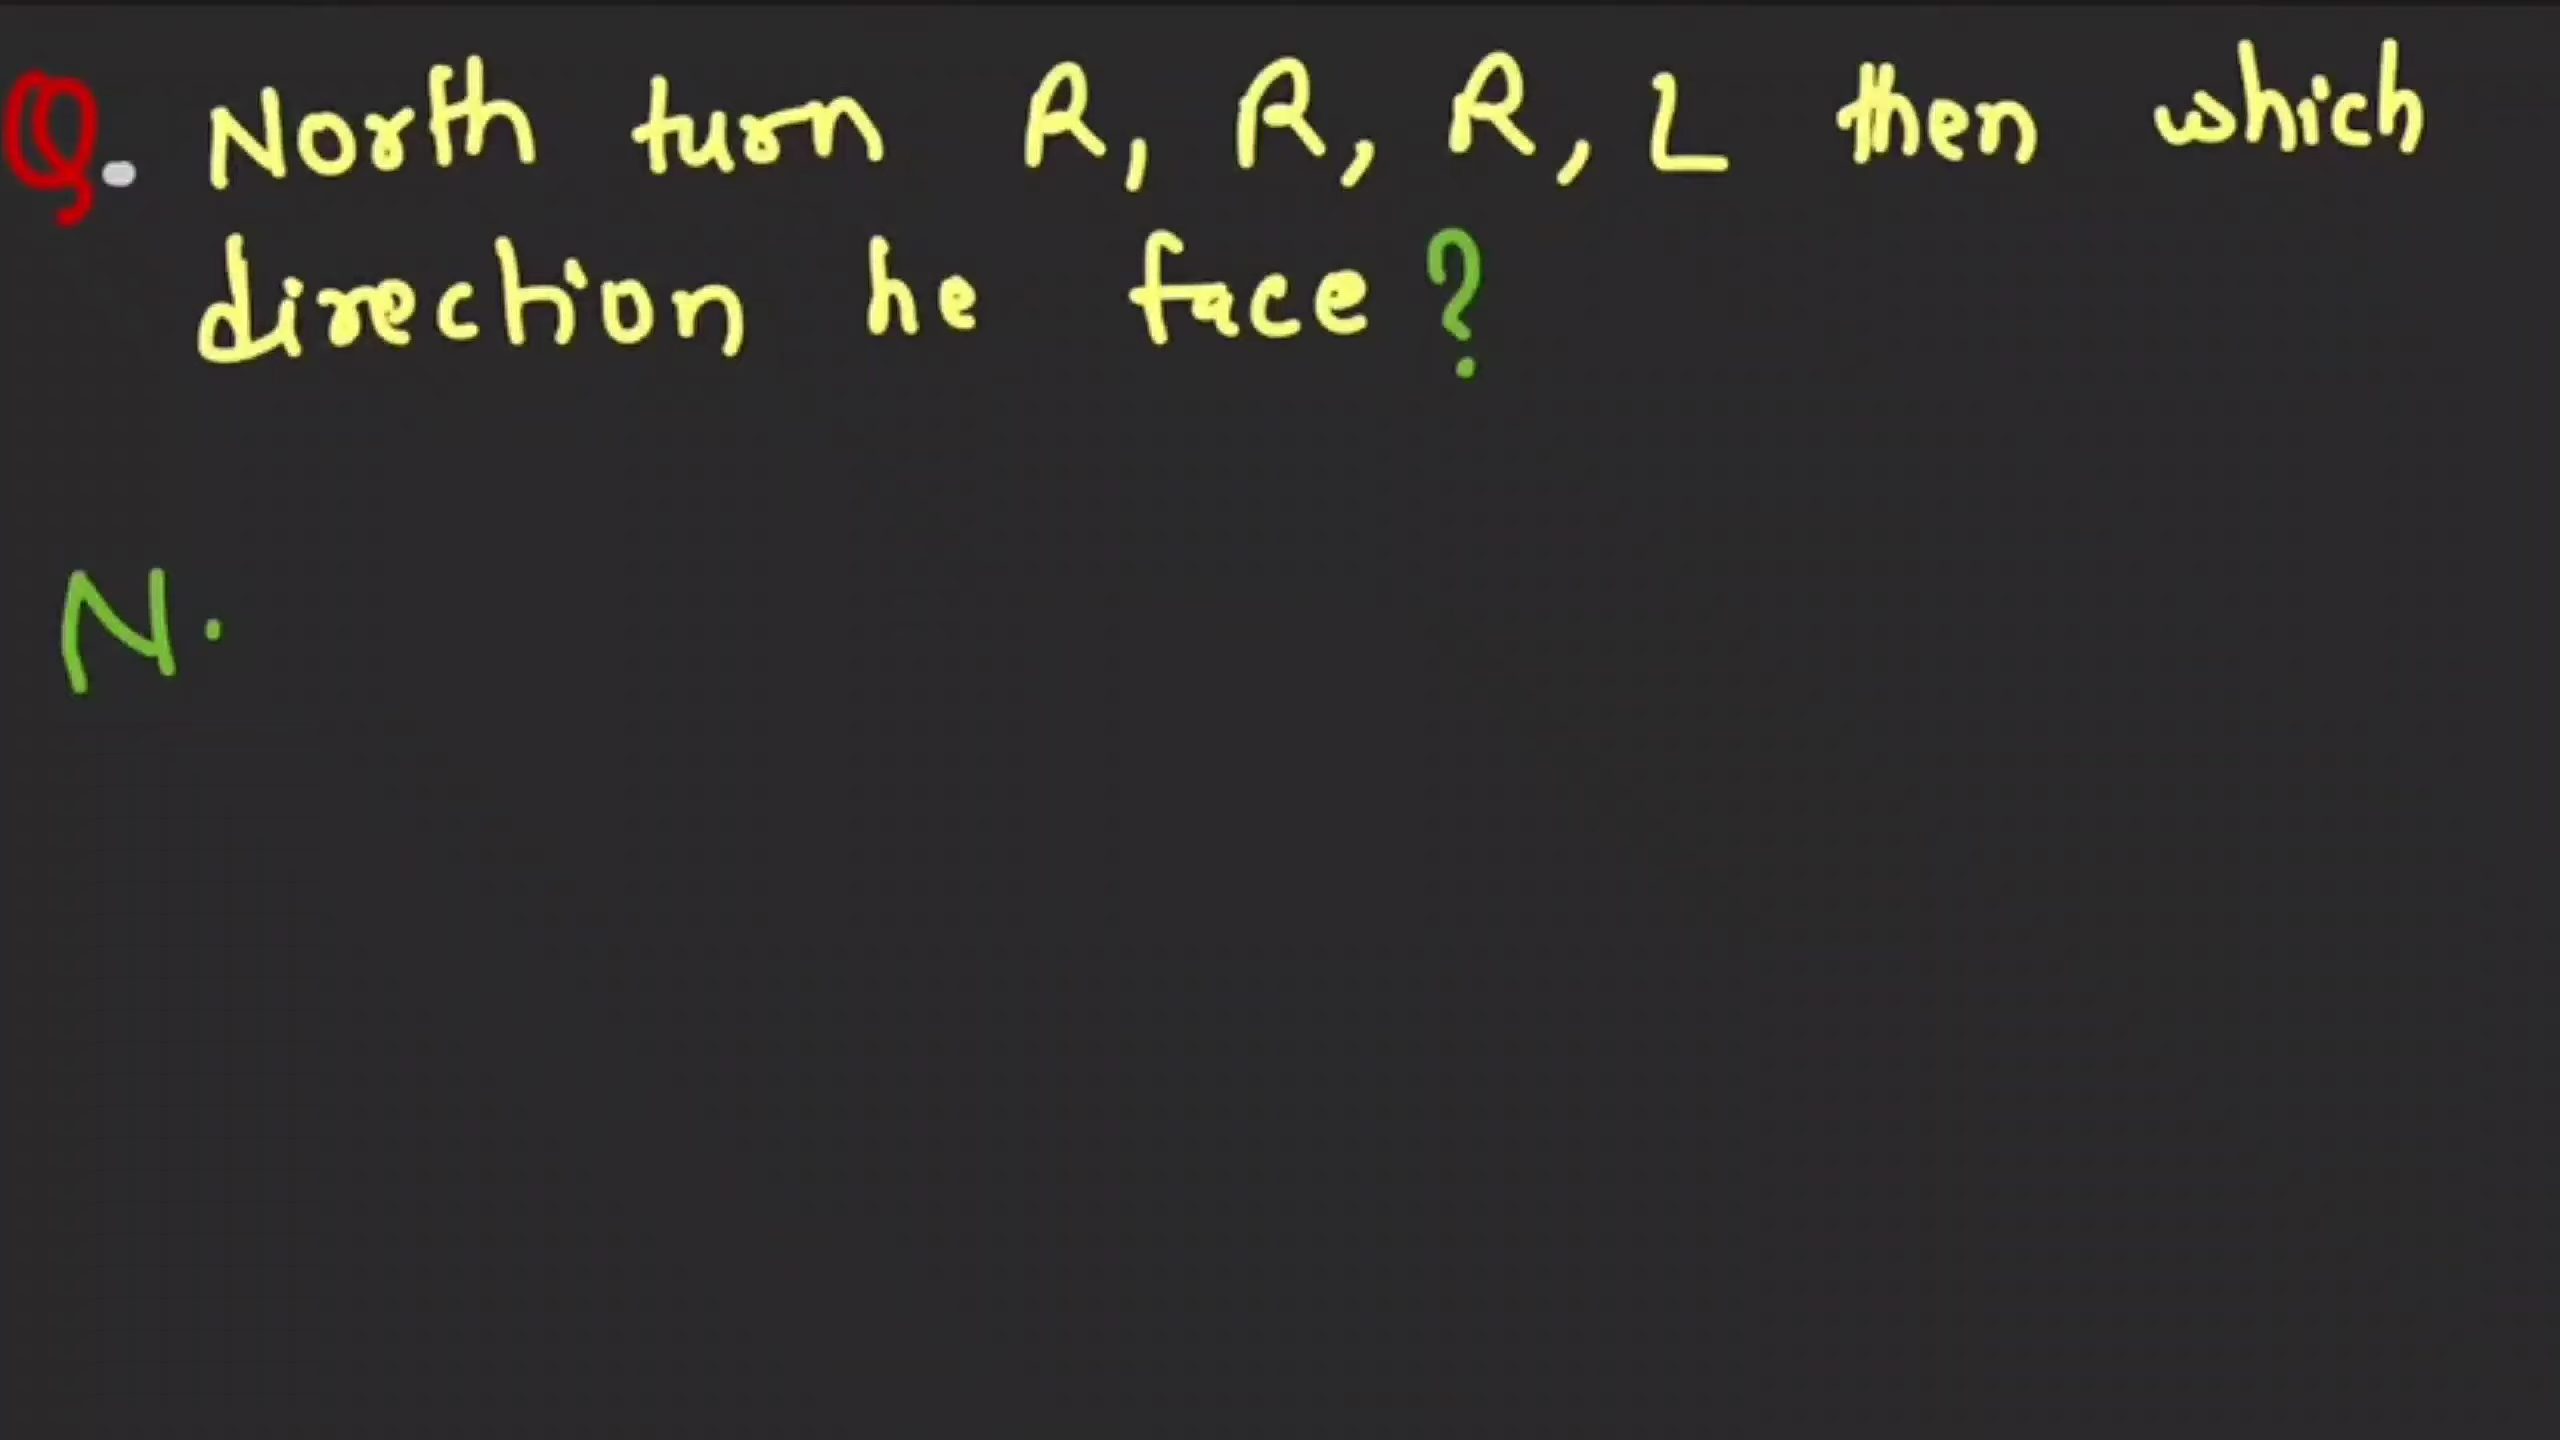 Q. North turn R, R, R, L then which
direction he face ?
N.